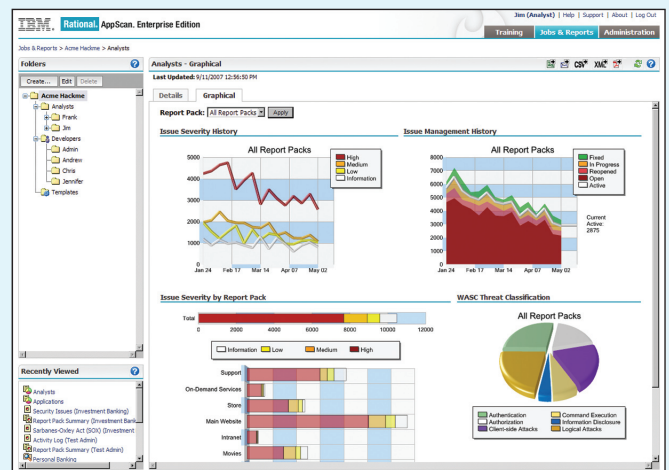 Jim (Analyst) | Help | Support | About | Log Out
IBM. Rational. AppScan. Enterprise Edition
Training Jobs & Reports Administration
Jobs & Reports > Acme Hackme > Analysts
Folders
Create... Edit Delete
Acme Hackme
Analysts
Frank
Jim
Developers
Admin
Andrew
Chris
Jennifer
Templates
Recently Viewed
Analysts
Applications
Security Issues (Investment Banking)
Report Pack Summary (Investment Bank
Sarbanes-Oxley Act (SOX) (Investment
Activity Log (Test Admin)
Report Pack Summary (Test Admin)
Personal Banking
Analysts - Graphical
CSV XML
Last Updated: 9/11/2007 12:56:50 PM
Details Graphical
Report Pack: All Report Packs Apply
Issue Severity History
All Report Packs
5000
4000
3000
2000
1000
0
Jan 24 Feb 17 Mar 14 Apr 07 May 02
High
Medium
Low
Information
Issue Management History
All Report Packs
8000
7000
6000
5000
4000
3000
2000
1000
0
Jan 24 Feb 17 Mar 14 Apr 07 May 02
Fixed
In Progress
Reopened
Open
Active
Current
Active:
2875
Issue Severity by Report Pack
Total
0 2000 4000 6000 8000 10000 12000
Information Low Medium High
Support
On-Demand Services
Store
Main Website
Intranet
Movies
WASC Threat Classification
All Report Packs
Authentication
Authorization
Client-side Attacks
Command Execution
Information Disclosure
Logical Attacks